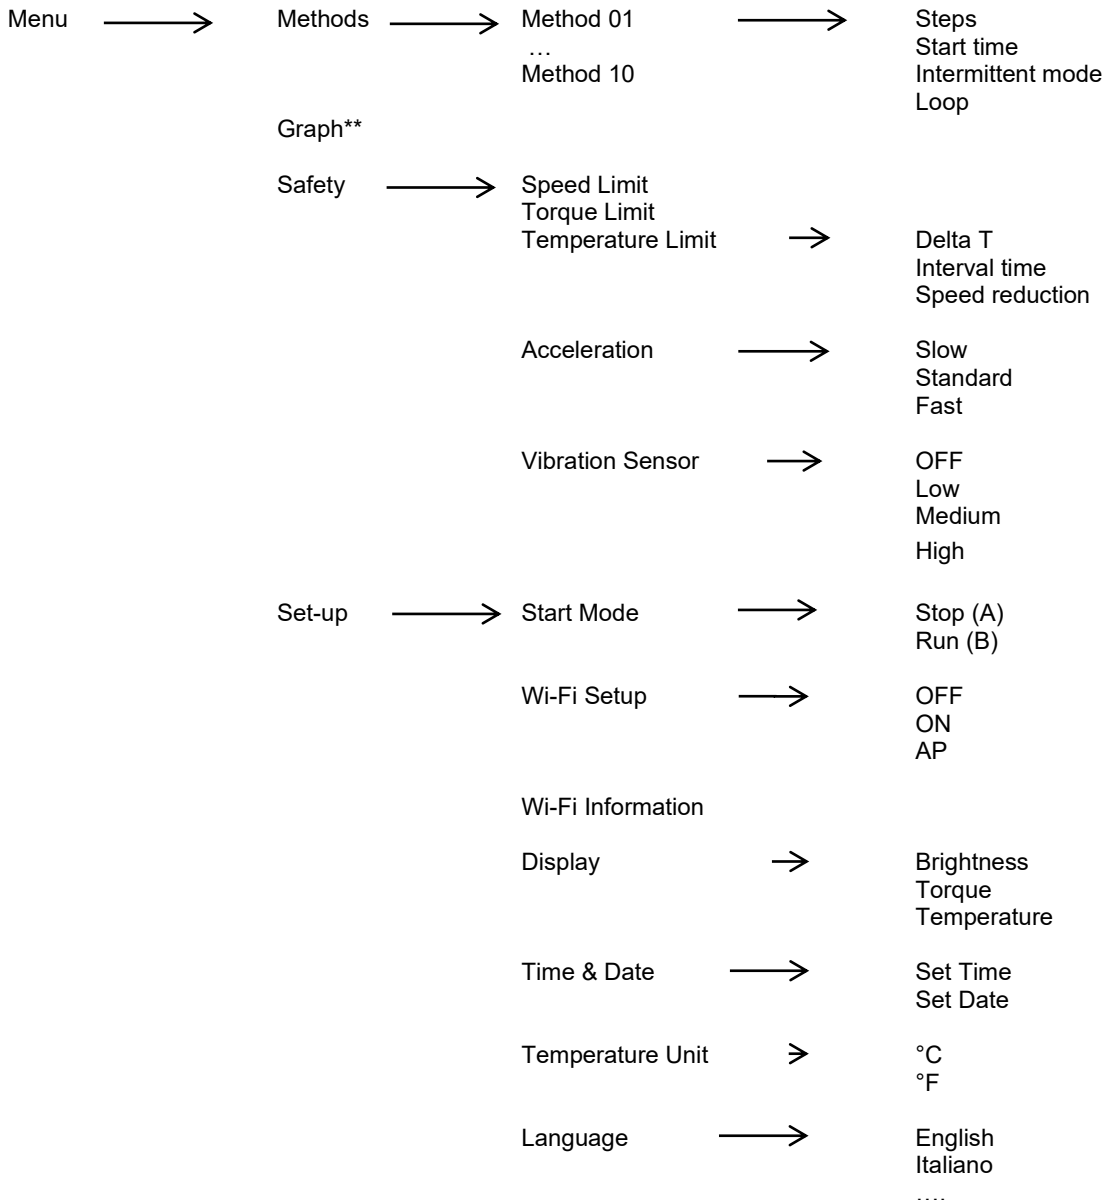 Menu Methods Method 01 Steps
… Start time
Method 10 Intermittent mode
Loop
Graph**
Safety Speed Limit
Torque Limit
Temperature Limit Delta T
Interval time
Speed reduction
Acceleration Slow
Standard
Fast
Vibration Sensor OFF
Low
Medium
High
Set-up Start Mode Stop (A)
Run (B)
Wi-Fi Setup OFF
ON
AP
Wi-Fi Information
Display Brightness
Torque
Temperature
Time & Date Set Time
Set Date
Temperature Unit °C
°F
Language English
Italiano
....